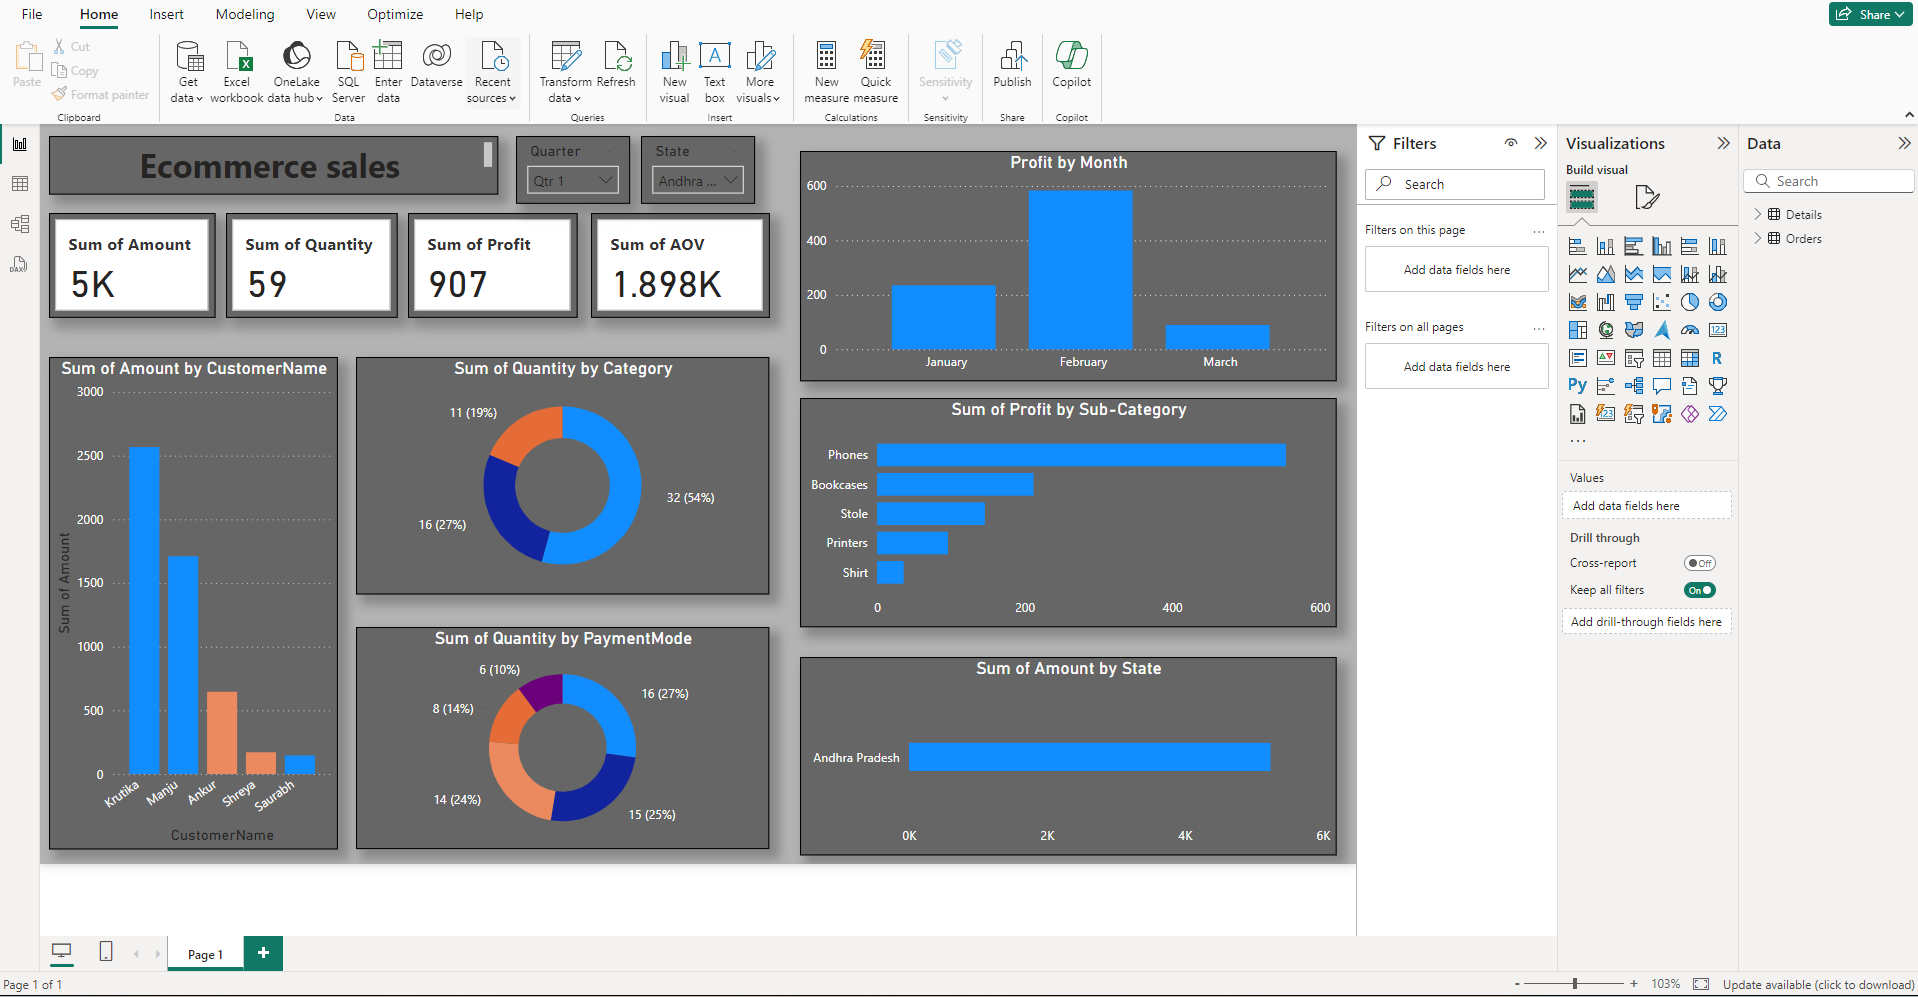 File Home Insert Modeling View Optimize Help
Share
Paste
Cut
Copy
Format painter
Clipboard
Get data
Excel workbook
OneLake data hub
SQL Server
Enter data
Dataverse
Recent sources
Data
Transform data
Refresh
Queries
New visual
Text box
More visuals
Insert
New measure
Quick measure
Calculations
Sensitivity
Sensitivity
Publish
Share
Copilot
Copilot
Ecommerce sales
Quarter
Qtr 1
State
Andhra ...
Sum of Amount
5K
Sum of Quantity
59
Sum of Profit
907
Sum of AOV
1.898K
Sum of Amount by CustomerName
3000
2500
2000
1500
1000
500
0
Sum of Amount
Krutika
Manju
Ankur
Shreya
Saurabh
CustomerName
Sum of Quantity by Category
11 (19%)
32 (54%)
16 (27%)
Sum of Quantity by PaymentMode
6 (10%)
16 (27%)
8 (14%)
14 (24%)
15 (25%)
Profit by Month
600
400
200
0
January
February
March
Sum of Profit by Sub-Category
Phones
Bookcases
Stole
Printers
Shirt
0 200 400 600
Sum of Amount by State
Andhra Pradesh
0K 2K 4K 6K
Filters
Search
Filters on this page
...
Add data fields here
Filters on all pages
...
Add data fields here
Visualizations
Build visual
123
R
Py
123
...
Values
Add data fields here
Drill through
Cross-report
Off
Keep all filters
On
Add drill-through fields here
Data
Search
Details
Orders
DAX
Page 1
+
Page 1 of 1
- + 103%
Update available (click to download)